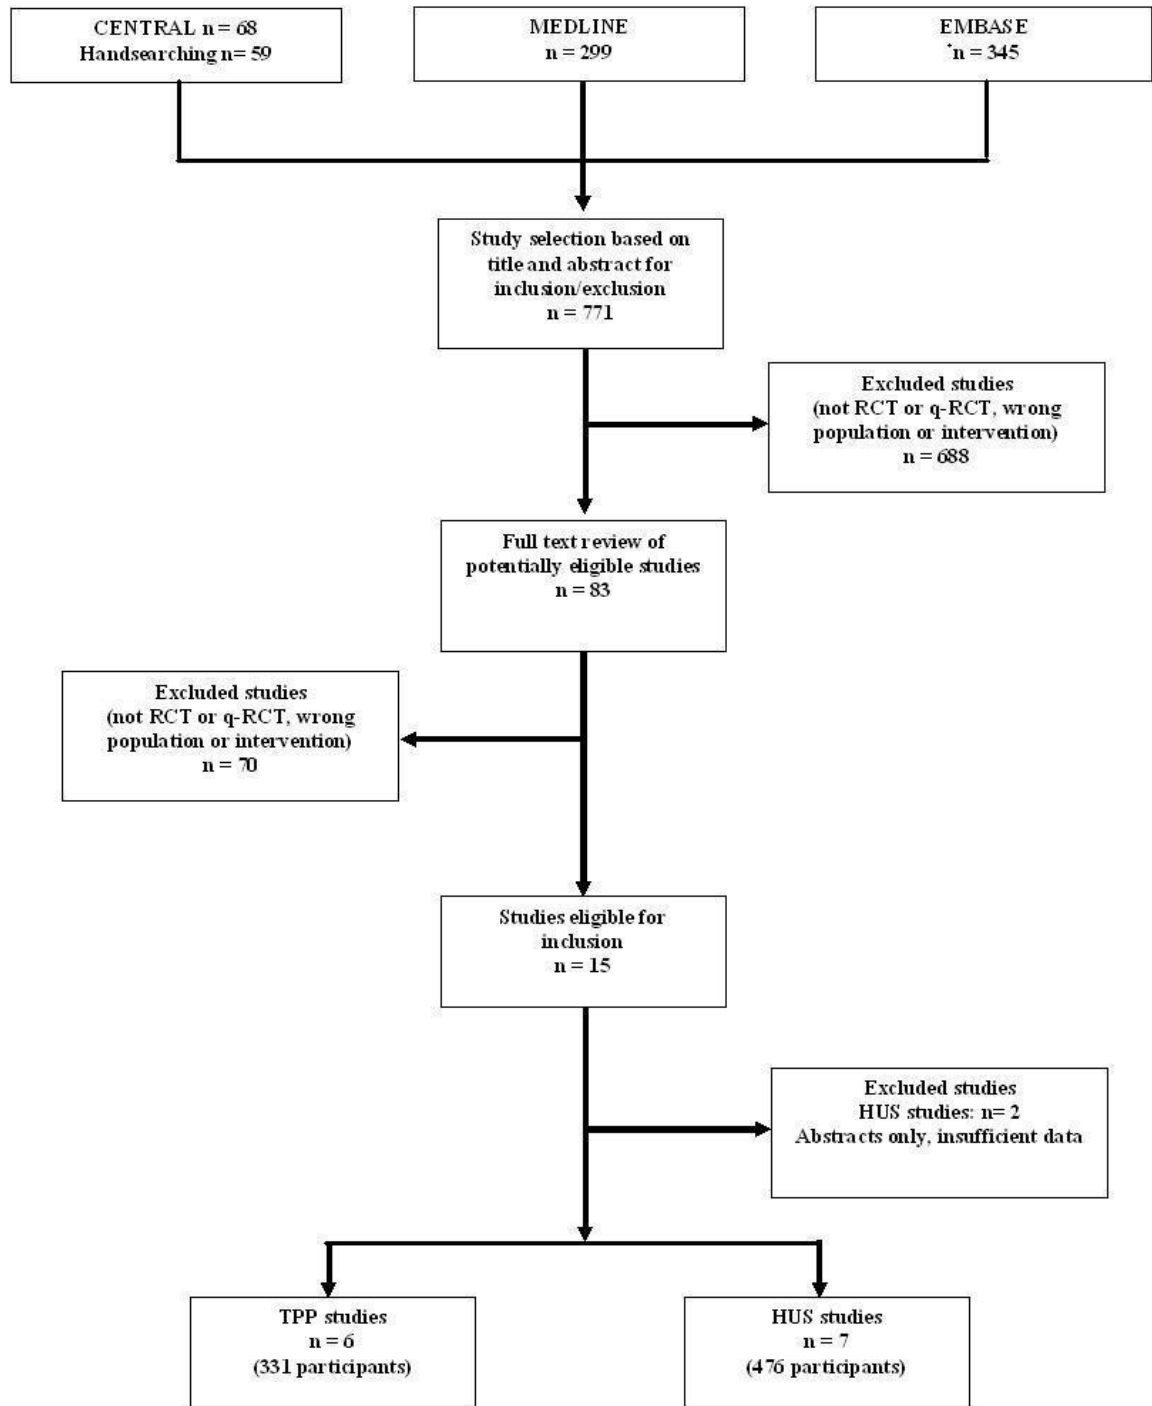 CENTRAL n = 68
Handsearching n= 59
MEDLINE
n = 299
EMBASE
*n = 345
Study selection based on
title and abstract for
inclusion/exclusion
n = 771
Excluded studies
(not RCT or q-RCT, wrong
population or intervention)
n = 688
Full text review of
potentially eligible studies
n = 83
Excluded studies
(not RCT or q-RCT, wrong
population or intervention)
n = 70
Studies eligible for
inclusion
n = 15
Excluded studies
HUS studies: n= 2
Abstracts only, insufficient data
TPP studies
n = 6
(331 participants)
HUS studies
n = 7
(476 participants)